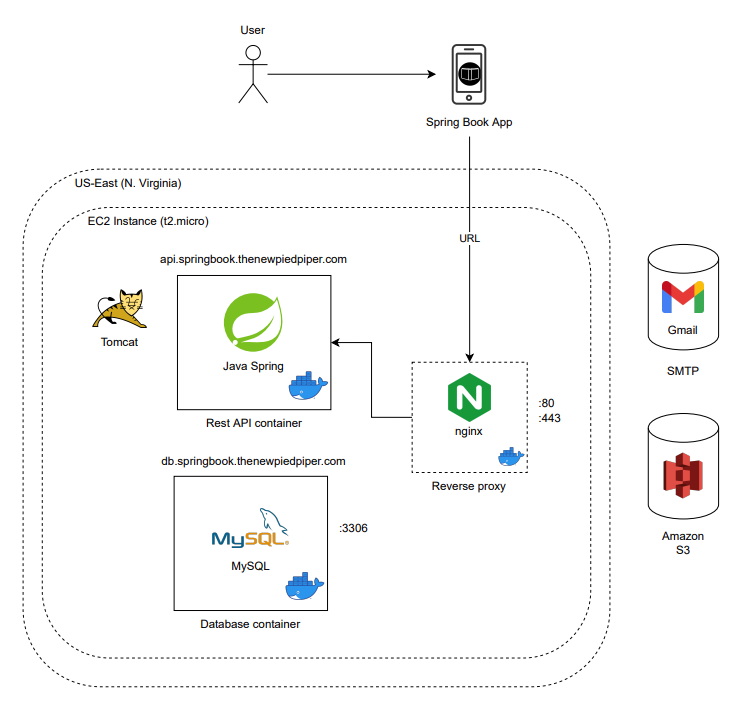 User
Spring Book App
US-East (N. Virginia)
EC2 Instance (t2.micro)
URL
api.springbook.thenewpiedpiper.com
Tomcat
Java Spring
Rest API container
Gmail
SMTP
nginx
:80
:443
Reverse proxy
db.springbook.thenewpiedpiper.com
MySQL
MySQL
:3306
Database container
Amazon
S3